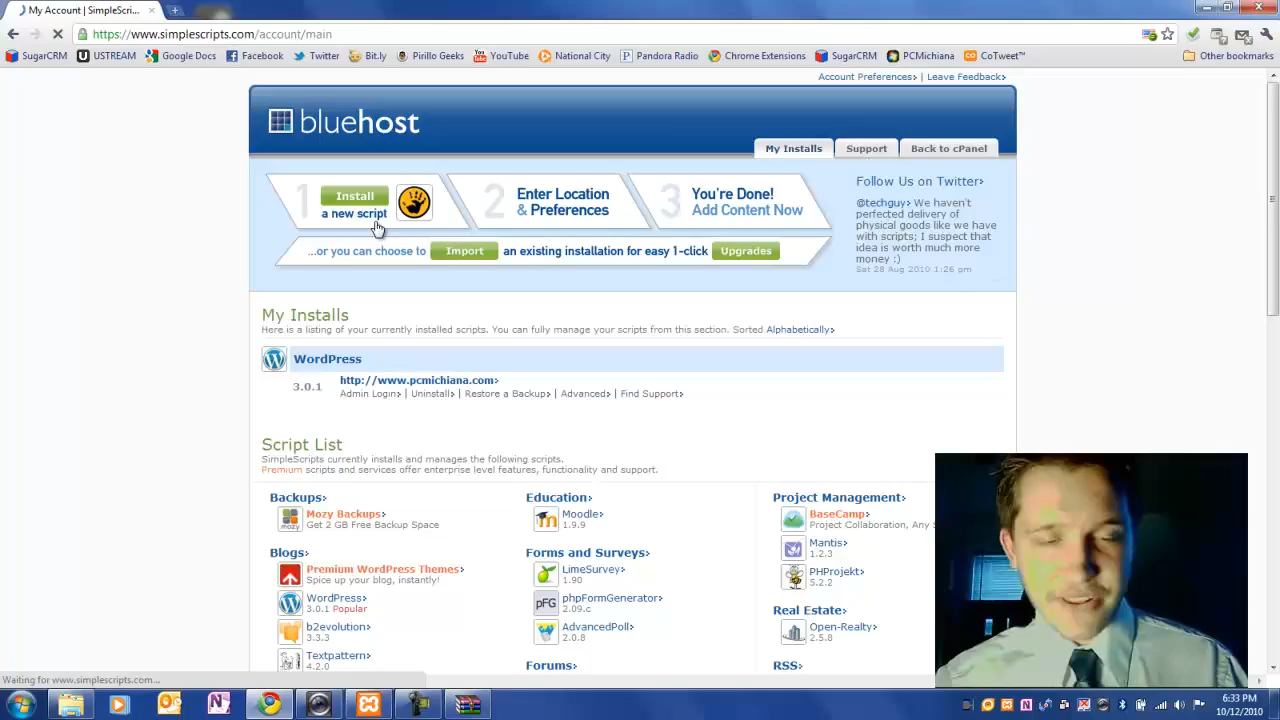 My Account | SimpleScri...
https://www.simplescripts.com/account/main
SugarCRM
USTREAM
Google Docs
Facebook
Twitter
Bit.ly
Pirillo Geeks
YouTube
National City
Pandora Radio
Chrome Extensions
SugarCRM
PCMichiana
CoTweet™
Other bookmarks
Account Preferences | Leave Feedback
bluehost
My Installs
Support
Back to cPanel
1 Install a new script
2 Enter Location & Preferences
3 You're Done! Add Content Now
...or you can choose to Import an existing installation for easy 1-click Upgrades
Follow Us on Twitter
@techguy We haven't
perfected delivery of
physical goods like we have
with scripts; I suspect that
idea is worth much more
money :)
Sat 28 Aug 2010 1:26 pm
My Installs
Here is a listing of your currently installed scripts. You can fully manage your scripts from this section. Sorted Alphabetically
WordPress
3.0.1
http://www.pcmichiana.com
Admin Login | Uninstall | Restore a Backup | Advanced | Find Support
Script List
SimpleScripts currently installs and manages the following scripts.
Premium scripts and services offer enterprise level features, functionality and support.
Backups
Mozy Backups
Get 2 GB Free Backup Space
Blogs
Premium WordPress Themes
Spice up your blog, instantly!
WordPress
3.0.1 Popular
b2evolution
3.3.3
Textpattern
4.2.0
Education
Moodle
1.9.9
Forms and Surveys
LimeSurvey
1.90
pFG
phpFormGenerator
2.09.c
AdvancedPoll
2.0.8
Forums
Project Management
BaseCamp
Project Collaboration, Any
Mantis
1.2.3
PHProjekt
5.2.2
Real Estate
Open-Realty
2.5.8
RSS
Waiting for www.simplescripts.com...
6:33 PM
10/12/2010